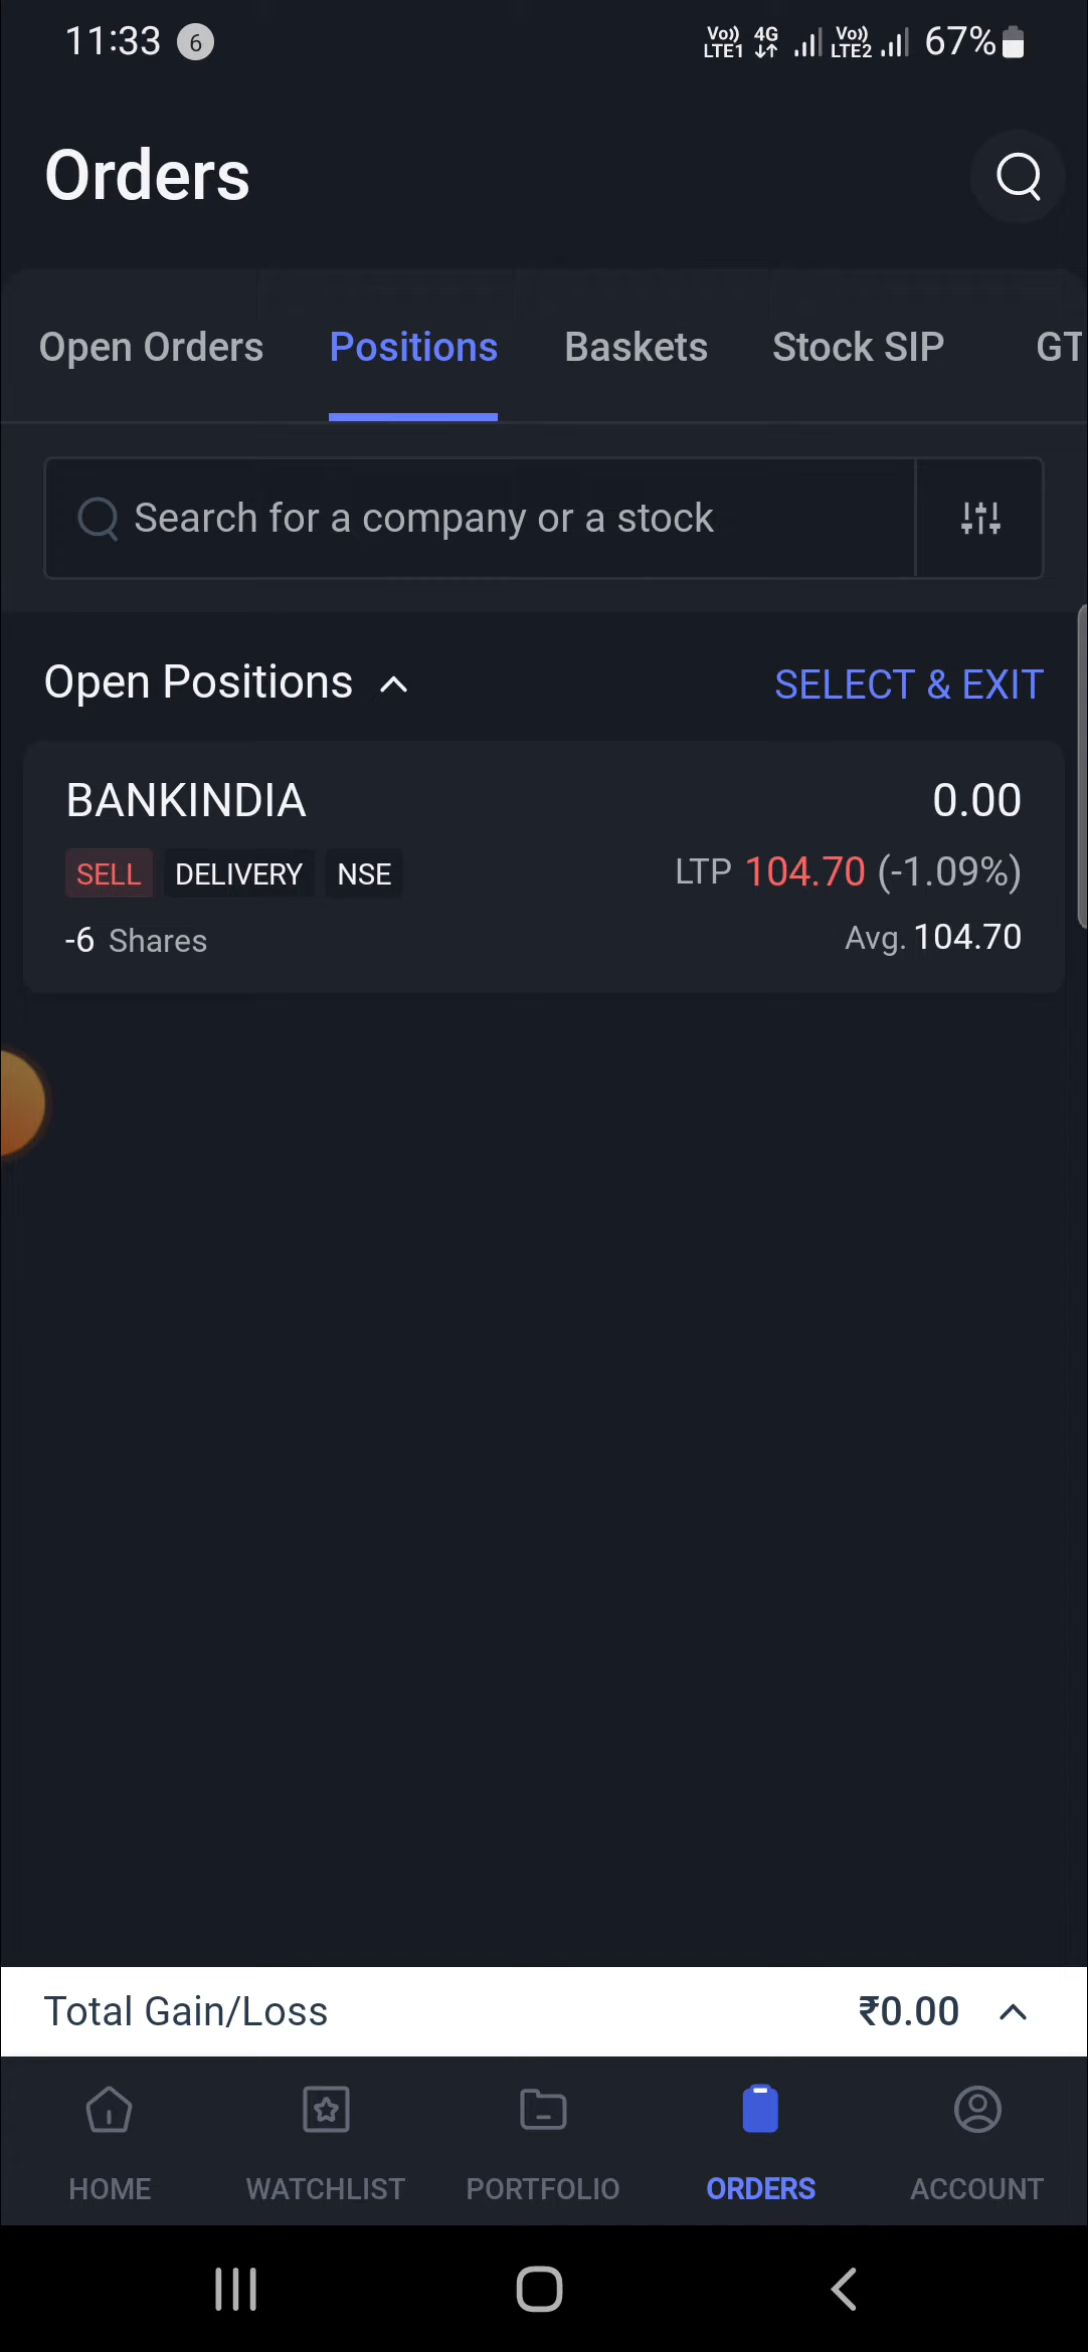 11:33 6 Vo)) LTE1 4G Vo)) LTE2 67%
Orders
Open Orders Positions Baskets Stock SIP GT
Search for a company or a stock
Open Positions SELECT & EXIT
BANKINDIA 0.00
SELL DELIVERY NSE LTP 104.70 (-1.09%)
-6 Shares Avg. 104.70
Total Gain/Loss ₹0.00
HOME WATCHLIST PORTFOLIO ORDERS ACCOUNT